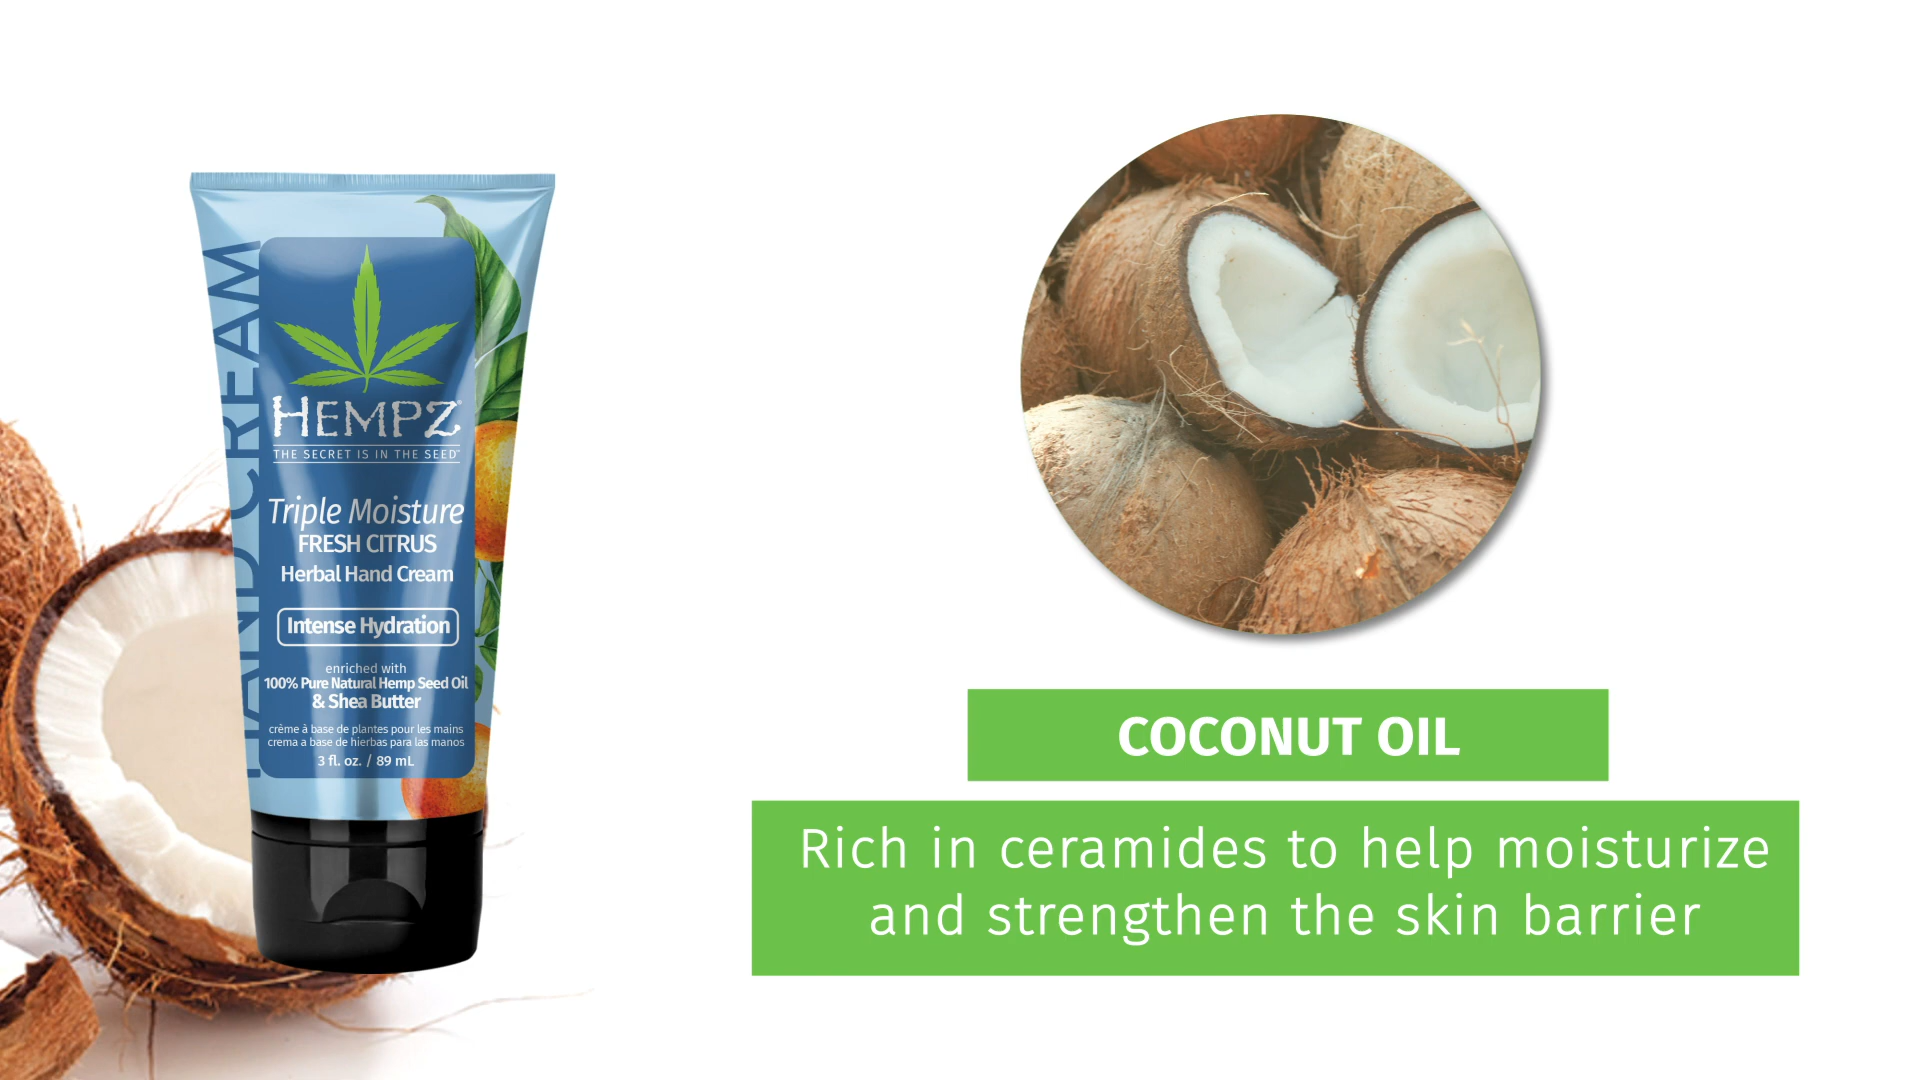 HAND CREAM
HEMPZ
THE SECRET IS IN THE SEED™
Triple Moisture
FRESH CITRUS
Herbal Hand Cream
Intense Hydration
enriched with
100% Pure Natural Hemp Seed Oil
& Shea Butter
crème à base de plantes pour les mains
crema a base de hierbas para las manos
3 fl. oz. / 89 mL
COCONUT OIL
Rich in ceramides to help moisturize
and strengthen the skin barrier